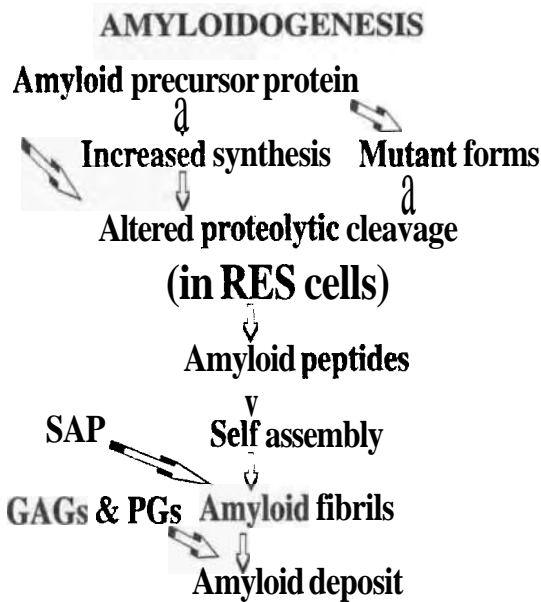 AMYLOIDOGENESIS
Amyloid precursor protein
a
Increased synthesis Mutant forms
a
Altered proteolytic cleavage
(in RES cells)
Amyloid peptides
v
Self assembly
SAP
GAGs & PGs Amyloid fibrils
Amyloid deposit